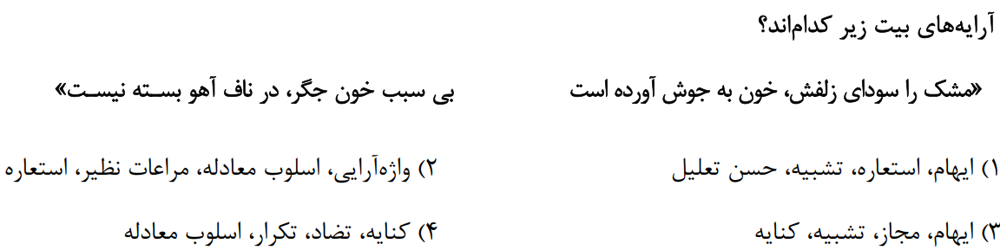 آرایه‌های بیت زیر کدام‌اند؟
«مشک را سودای زلفش، خون به جوش آورده است بی سبب خون جگر، در ناف آهو بسته نیست»
۱) ایهام، استعاره، تشبیه، حسن تعلیل ۲) واژه‌آرایی، اسلوب معادله، مراعات نظیر، استعاره
۳) ایهام، مجاز، تشبیه، کنایه ۴) کنایه، تضاد، تکرار، اسلوب معادله